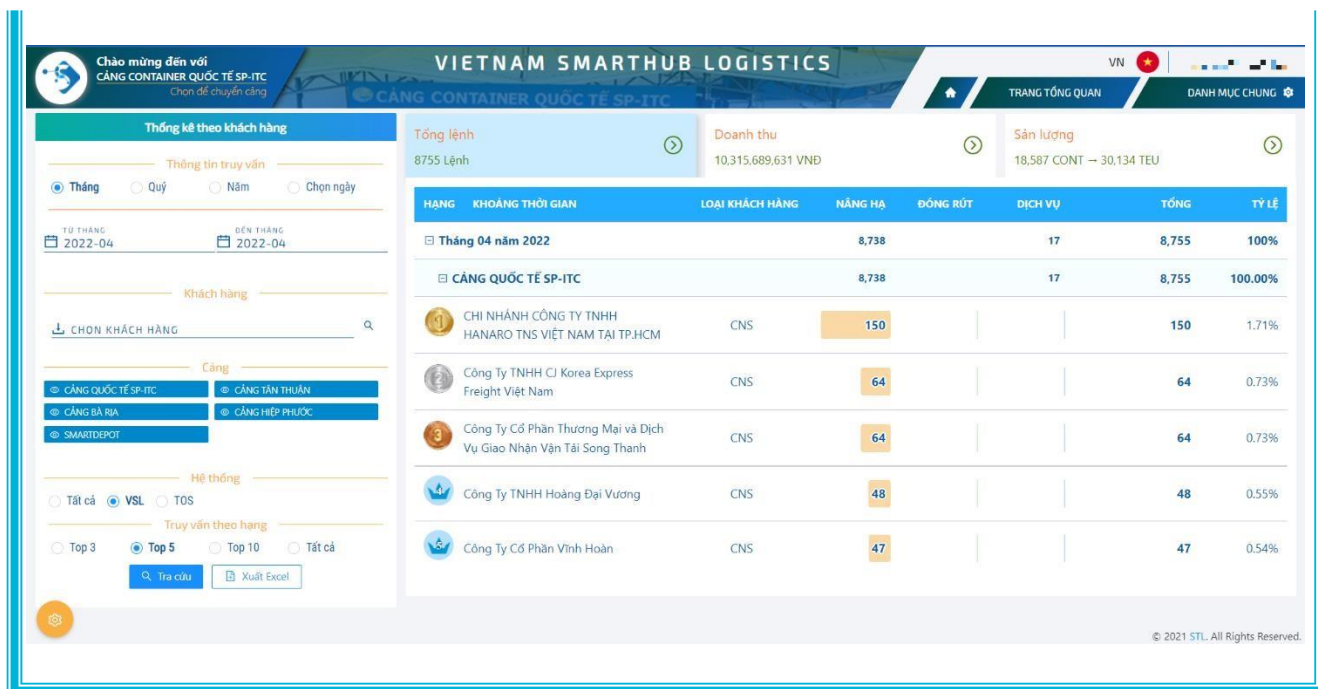 Chào mừng đến với
CẢNG CONTAINER QUỐC TẾ SP-ITC
Chọn để chuyển cảng
VIETNAM SMARTHUB LOGISTICS
CẢNG CONTAINER QUỐC TẾ SP-ITC
VN
TRANG TỔNG QUAN
DANH MỤC CHUNG
Thống kê theo khách hàng
Thông tin truy vấn
Tháng Quý Năm Chọn ngày
TỪ THÁNG ĐẾN THÁNG
2022-04 2022-04
Khách hàng
CHỌN KHÁCH HÀNG
Cảng
CẢNG QUỐC TẾ SP-ITC CẢNG TÂN THUẬN
CẢNG BÀ RỊA CẢNG HIỆP PHƯỚC
SMARTDEPOT
Hệ thống
Tất cả VSL TOS
Truy vấn theo hạng
Top 3 Top 5 Top 10 Tất cả
Tra cứu Xuất Excel
Tổng lệnh Doanh thu Sản lượng
8755 Lệnh 10,315,689,631 VNĐ 18,587 CONT → 30,134 TEU
HẠNG KHOẢNG THỜI GIAN LOẠI KHÁCH HÀNG NÂNG HẠ ĐÓNG RÚT DỊCH VỤ TỔNG TỶ LỆ
Tháng 04 năm 2022 8,738 17 8,755 100%
CẢNG QUỐC TẾ SP-ITC 8,738 17 8,755 100.00%
1 CHI NHÁNH CÔNG TY TNHH
HANARO TNS VIỆT NAM TẠI TP.HCM CNS 150 150 1.71%
2 Công Ty TNHH CJ Korea Express
Freight Việt Nam CNS 64 64 0.73%
3 Công Ty Cổ Phần Thương Mại và Dịch
Vụ Giao Nhận Vận Tải Song Thanh CNS 64 64 0.73%
4 Công Ty TNHH Hoàng Đại Vương CNS 48 48 0.55%
5 Công Ty Cổ Phần Vĩnh Hoàn CNS 47 47 0.54%
© 2021 STL. All Rights Reserved.